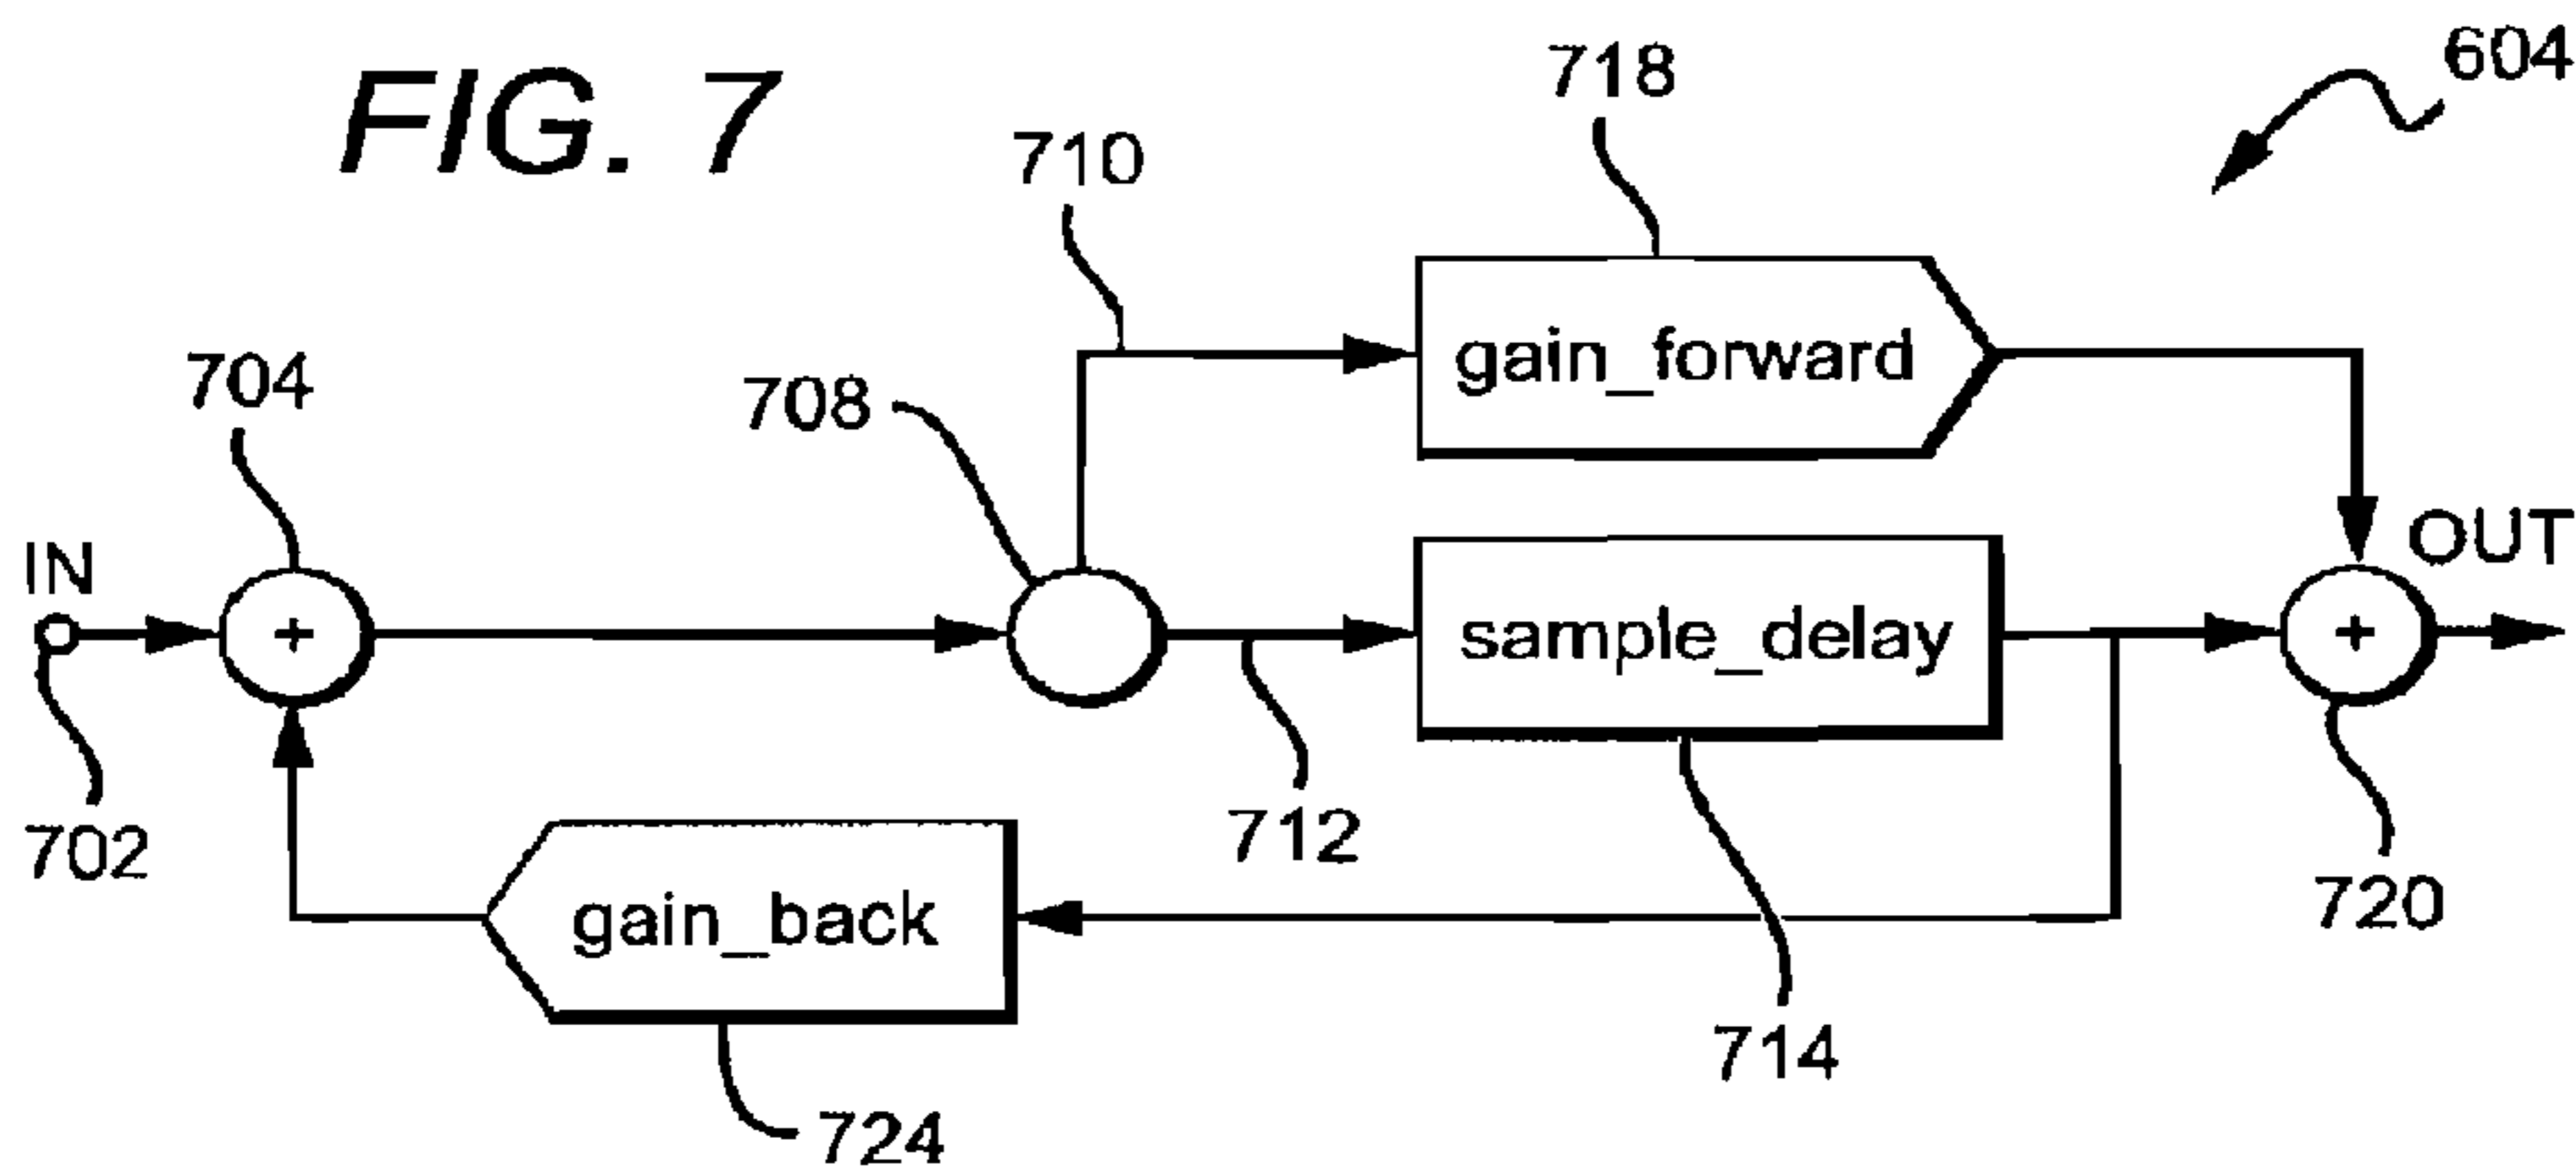 FIG. 7
604
718
710
gain_forward
704
708
IN
+
sample_delay
OUT
+
702
712
gain_back
720
714
724